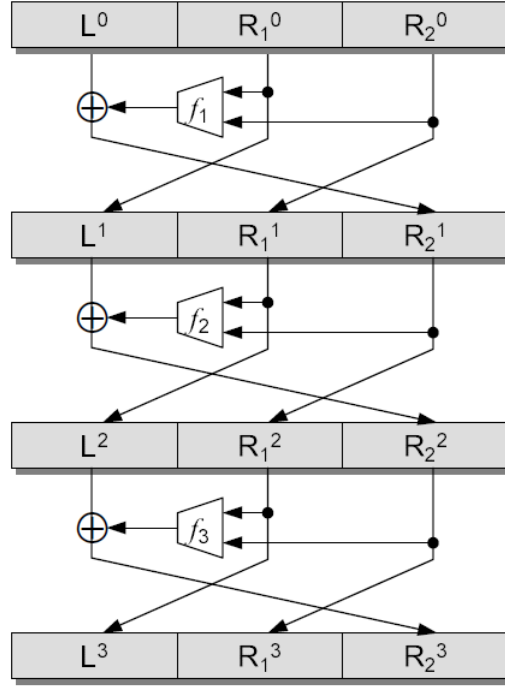 L⁰ R₁⁰ R₂⁰
f₁
L¹ R₁¹ R₂¹
f₂
L² R₁² R₂²
f₃
L³ R₁³ R₂³